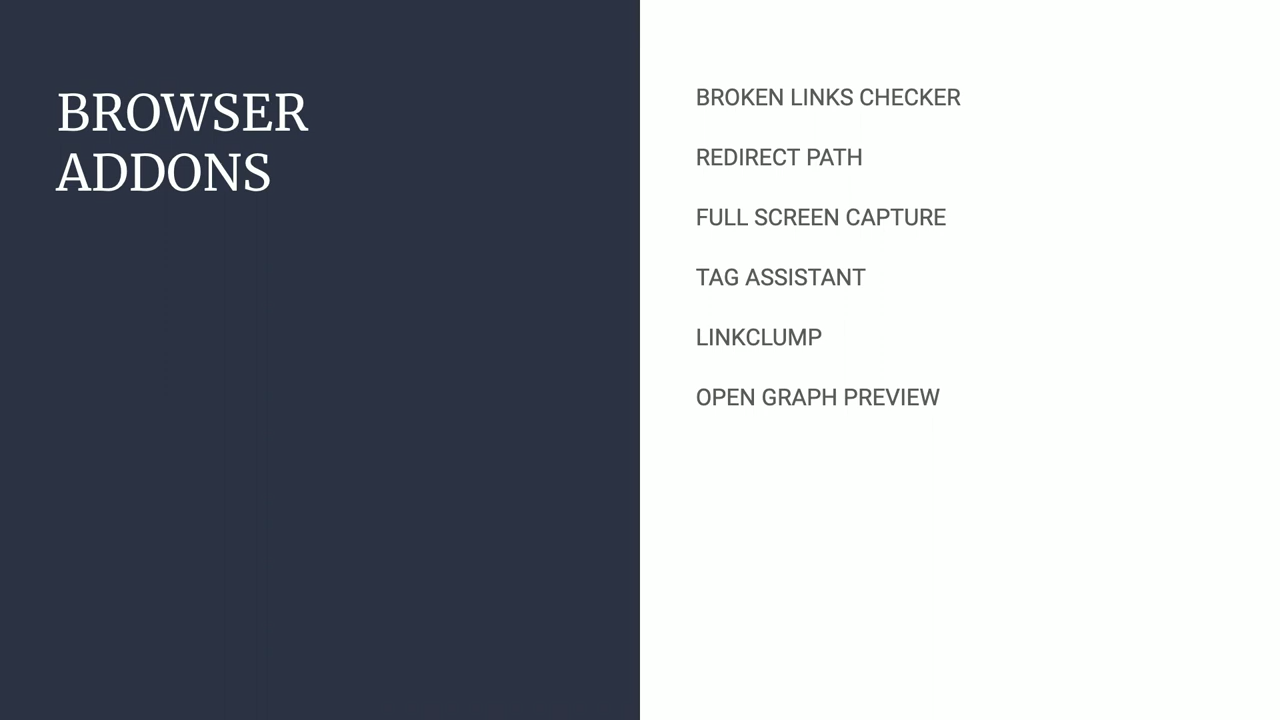 BROWSER
ADDONS
BROKEN LINKS CHECKER
REDIRECT PATH
FULL SCREEN CAPTURE
TAG ASSISTANT
LINKCLUMP
OPEN GRAPH PREVIEW